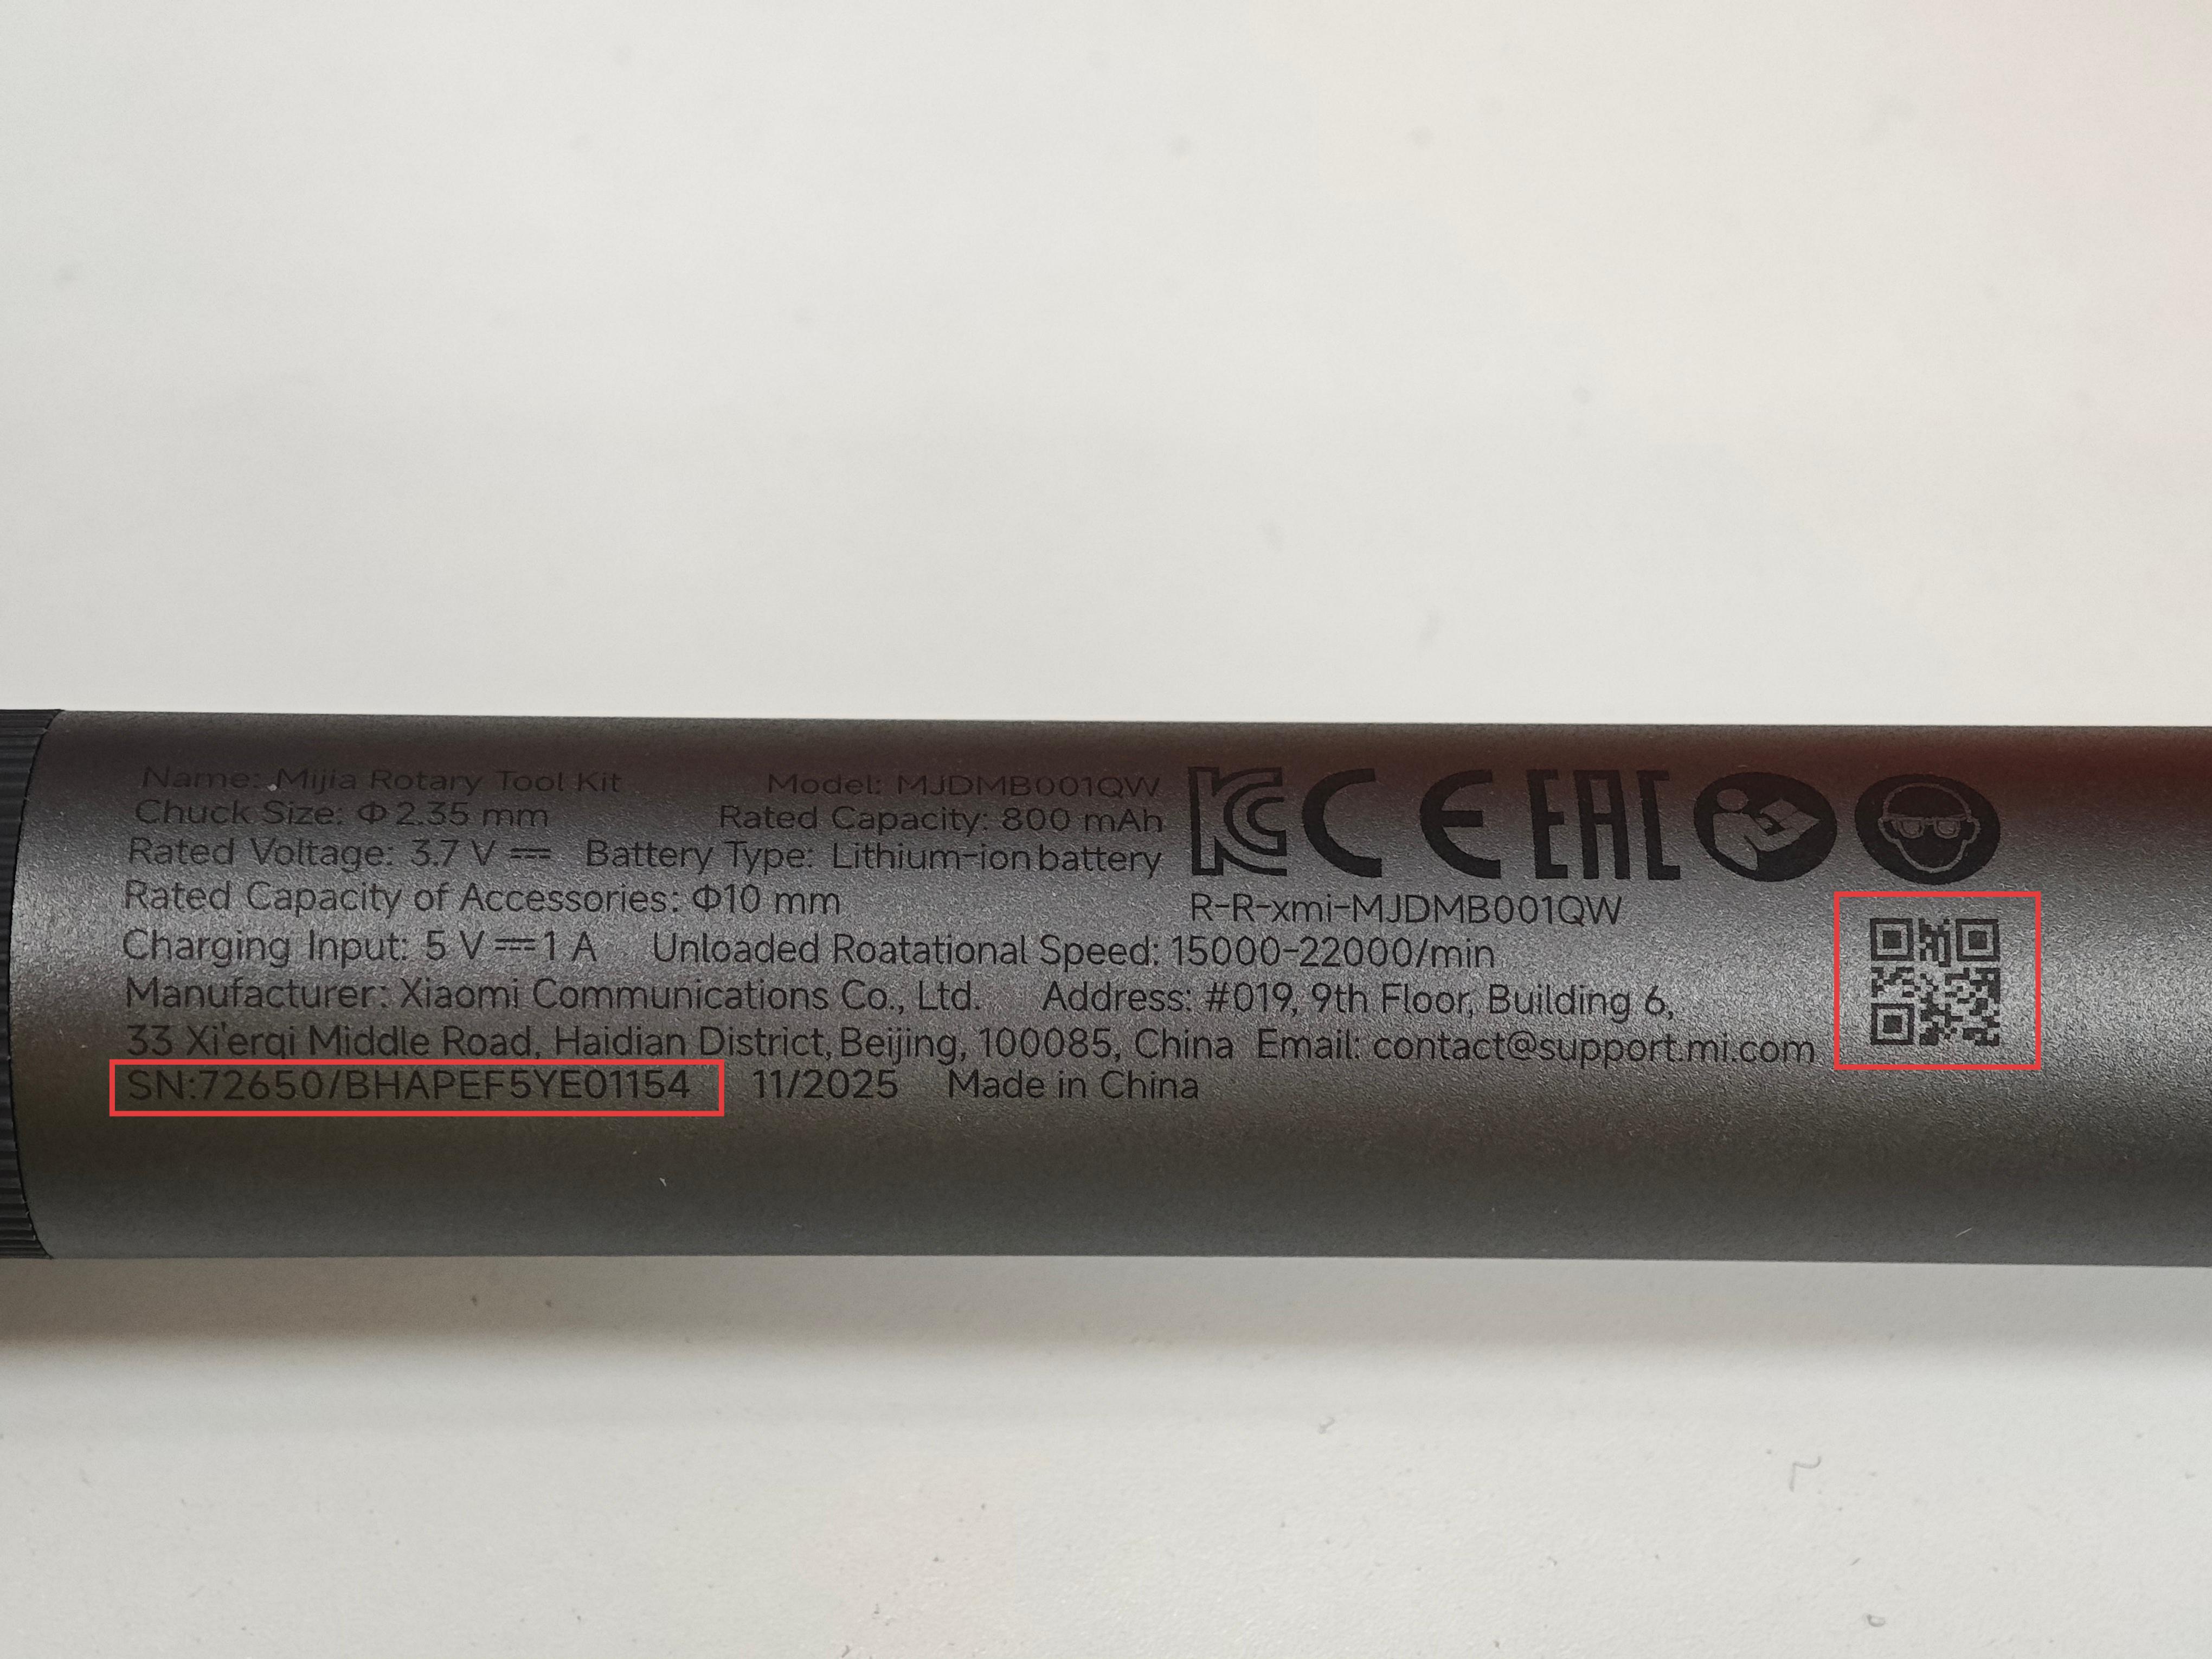 Name: Mijia Rotary Tool Kit Model: MJDMB001QW
Chuck Size: Φ 2.35 mm Rated Capacity: 800 mAh
Rated Voltage: 3.7 V ⎓ Battery Type: Lithium-ion battery
Rated Capacity of Accessories: Φ10 mm
Charging Input: 5 V ⎓ 1 A Unloaded Roatational Speed: 15000-22000/min
Manufacturer: Xiaomi Communications Co., Ltd. Address: #019, 9th Floor, Building 6,
33 Xi'erqi Middle Road, Haidian District, Beijing, 100085, China Email: contact@support.mi.com
SN:72650/BHAPEF5YE01154 11/2025 Made in China
KC CE EAC
R-R-xmi-MJDMB001QW